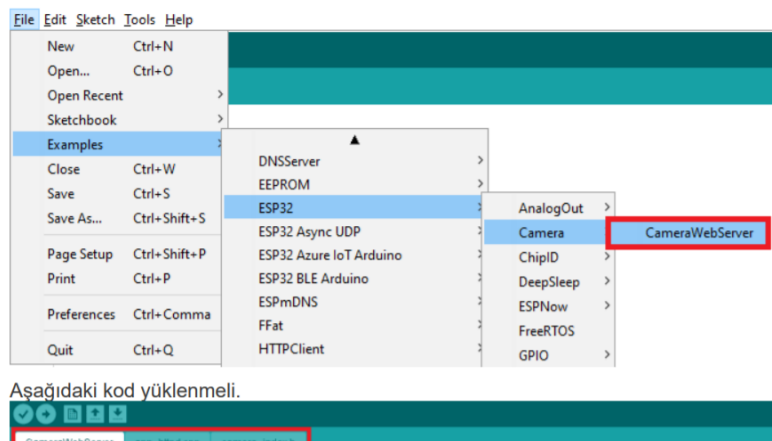 File Edit Sketch Tools Help
New Ctrl+N
Open... Ctrl+O
Open Recent
Sketchbook
Examples
Close Ctrl+W
Save Ctrl+S
Save As... Ctrl+Shift+S
Page Setup Ctrl+Shift+P
Print Ctrl+P
Preferences Ctrl+Comma
Quit Ctrl+Q
DNSServer
EEPROM
ESP32
ESP32 Async UDP
ESP32 Azure IoT Arduino
ESP32 BLE Arduino
ESPmDNS
FFat
HTTPClient
AnalogOut
Camera
ChipID
DeepSleep
ESPNow
FreeRTOS
GPIO
CameraWebServer
Aşağıdaki kod yüklenmeli.